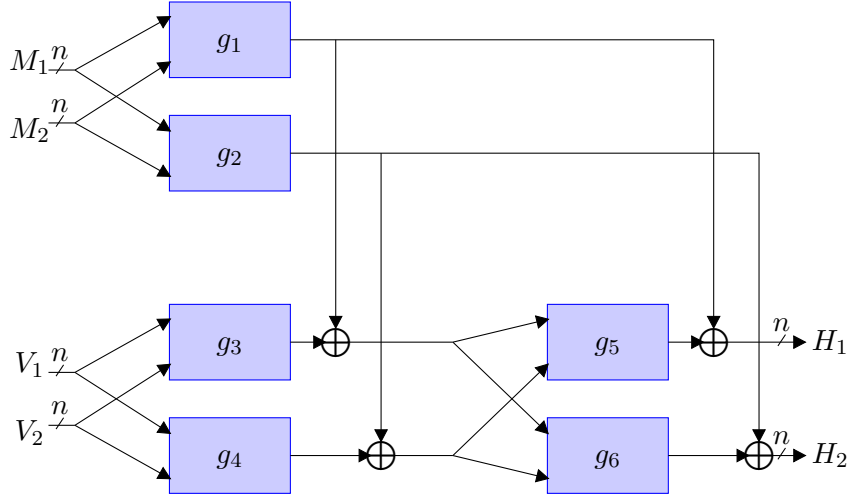 g₁
M₁ n
M₂ n
g₂
g₃
V₁ n
g₅
n H₁
V₂ n
g₄
g₆
n H₂